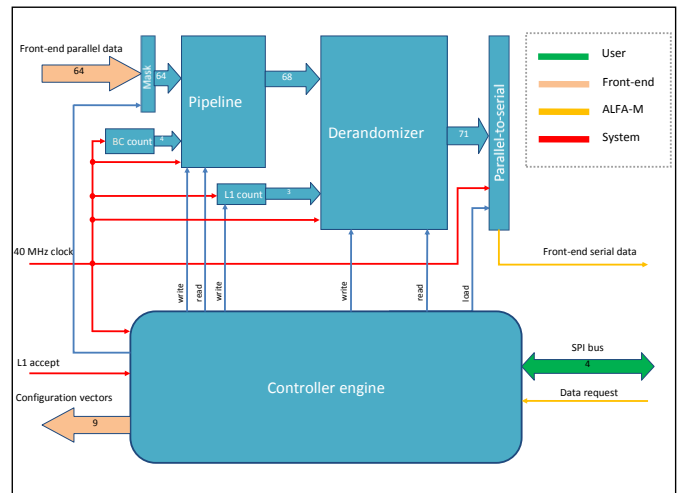 Front-end parallel data
64
Mask
64
Pipeline
68
Derandomizer
71
Parallel-to-serial
User
Front-end
ALFA-M
System
BC count
4
L1 count
3
40 MHz clock
Front-end serial data
write
read
write
write
read
load
L1 accept
Controller engine
SPI bus
4
Data request
Configuration vectors
9